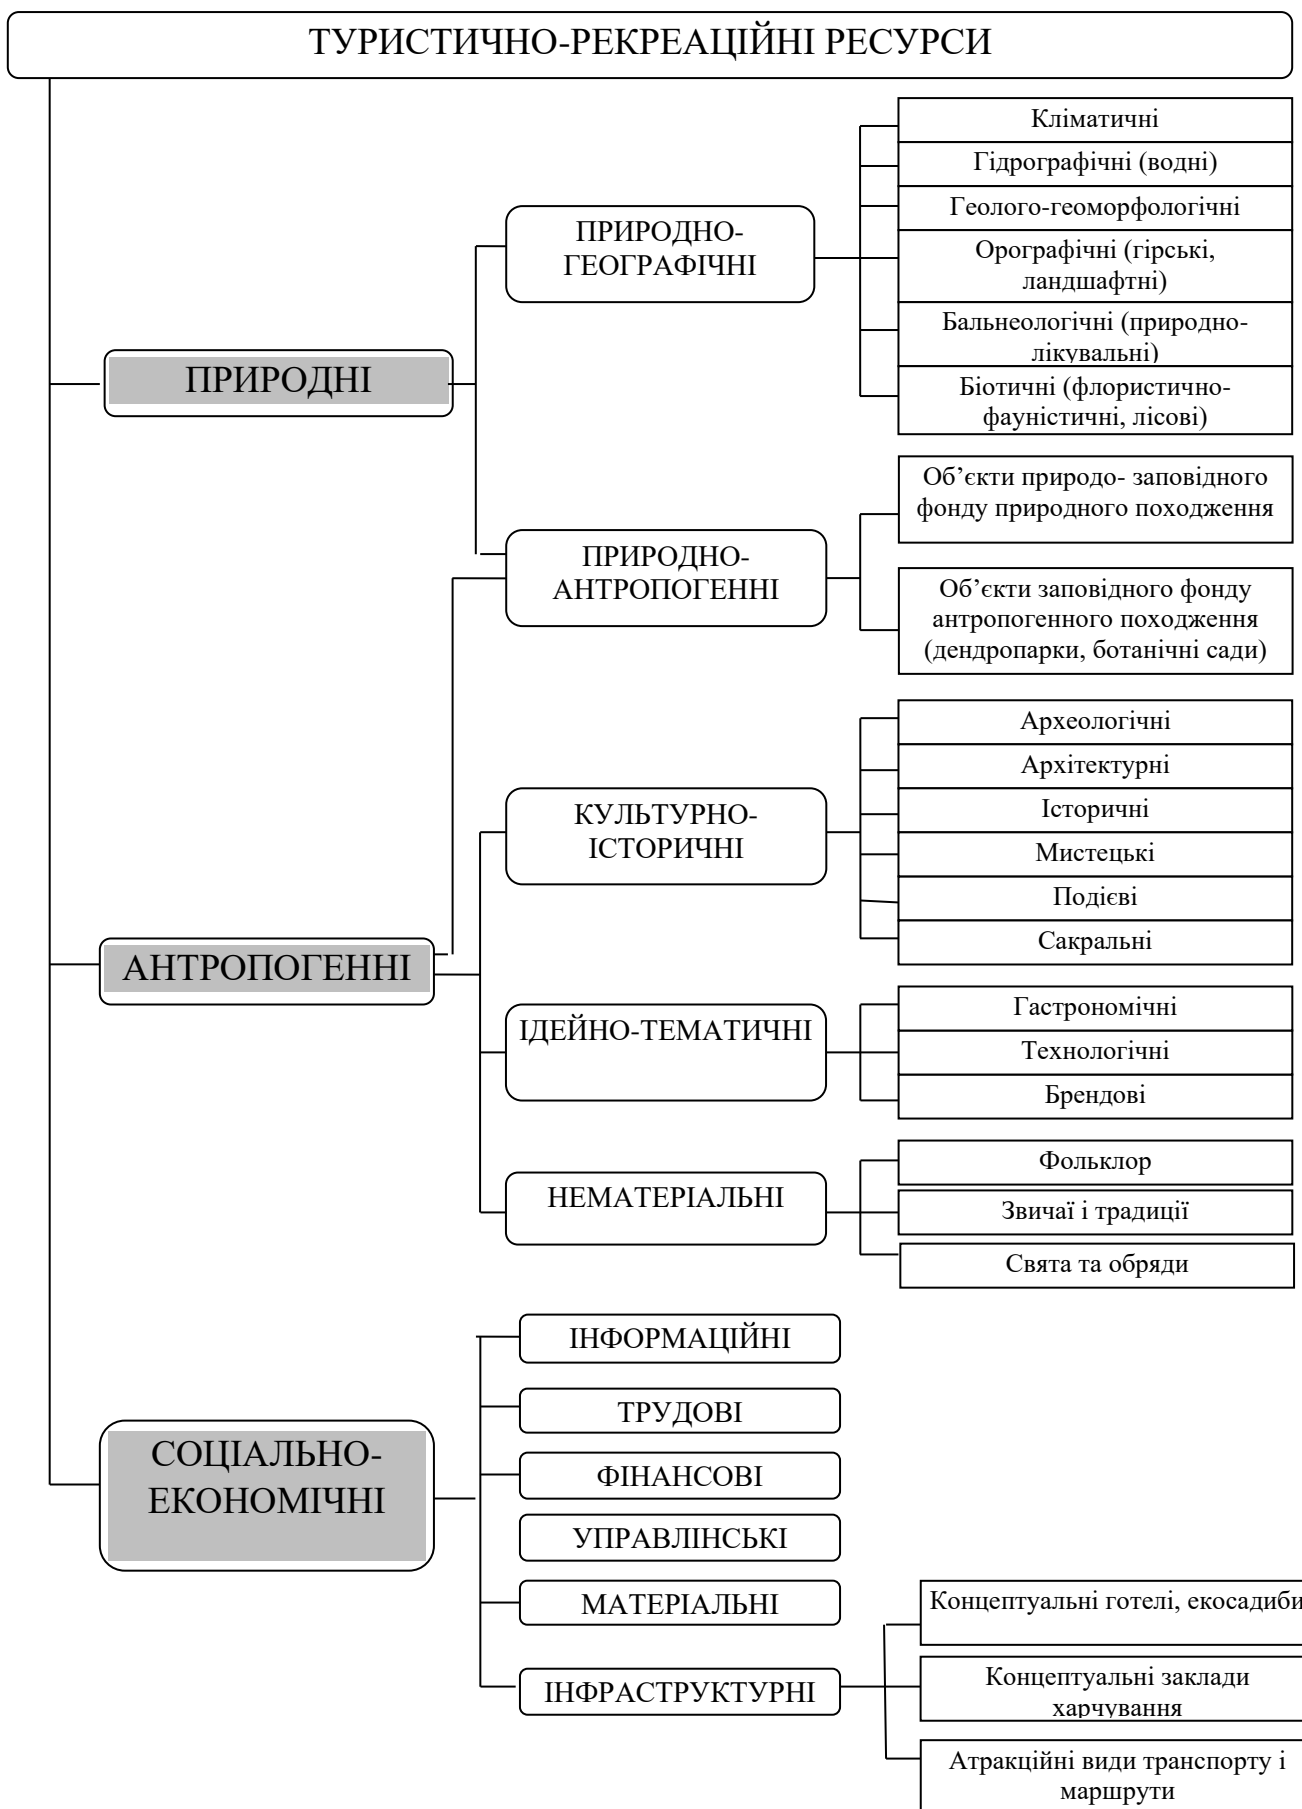 ТУРИСТИЧНО-РЕКРЕАЦІЙНІ РЕСУРСИ
ПРИРОДНІ
ПРИРОДНО-
ГЕОГРАФІЧНІ
Кліматичні
Гідрографічні (водні)
Геолого-геоморфологічні
Орографічні (гірські,
ландшафтні)
Бальнеологічні (природно-
лікувальні)
Біотичні (флористично-
фауністичні, лісові)
ПРИРОДНО-
АНТРОПОГЕННІ
Об’єкти природо- заповідного
фонду природного походження
Об’єкти заповідного фонду
антропогенного походження
(дендропарки, ботанічні сади)
АНТРОПОГЕННІ
КУЛЬТУРНО-
ІСТОРИЧНІ
Археологічні
Архітектурні
Історичні
Мистецькі
Подієві
Сакральні
ІДЕЙНО-ТЕМАТИЧНІ
Гастрономічні
Технологічні
Брендові
НЕМАТЕРІАЛЬНІ
Фольклор
Звичаї і традиції
Свята та обряди
СОЦІАЛЬНО-
ЕКОНОМІЧНІ
ІНФОРМАЦІЙНІ
ТРУДОВІ
ФІНАНСОВІ
УПРАВЛІНСЬКІ
МАТЕРІАЛЬНІ
ІНФРАСТРУКТУРНІ
Концептуальні готелі, екосадиби
Концептуальні заклади
харчування
Атракційні види транспорту і
маршрути